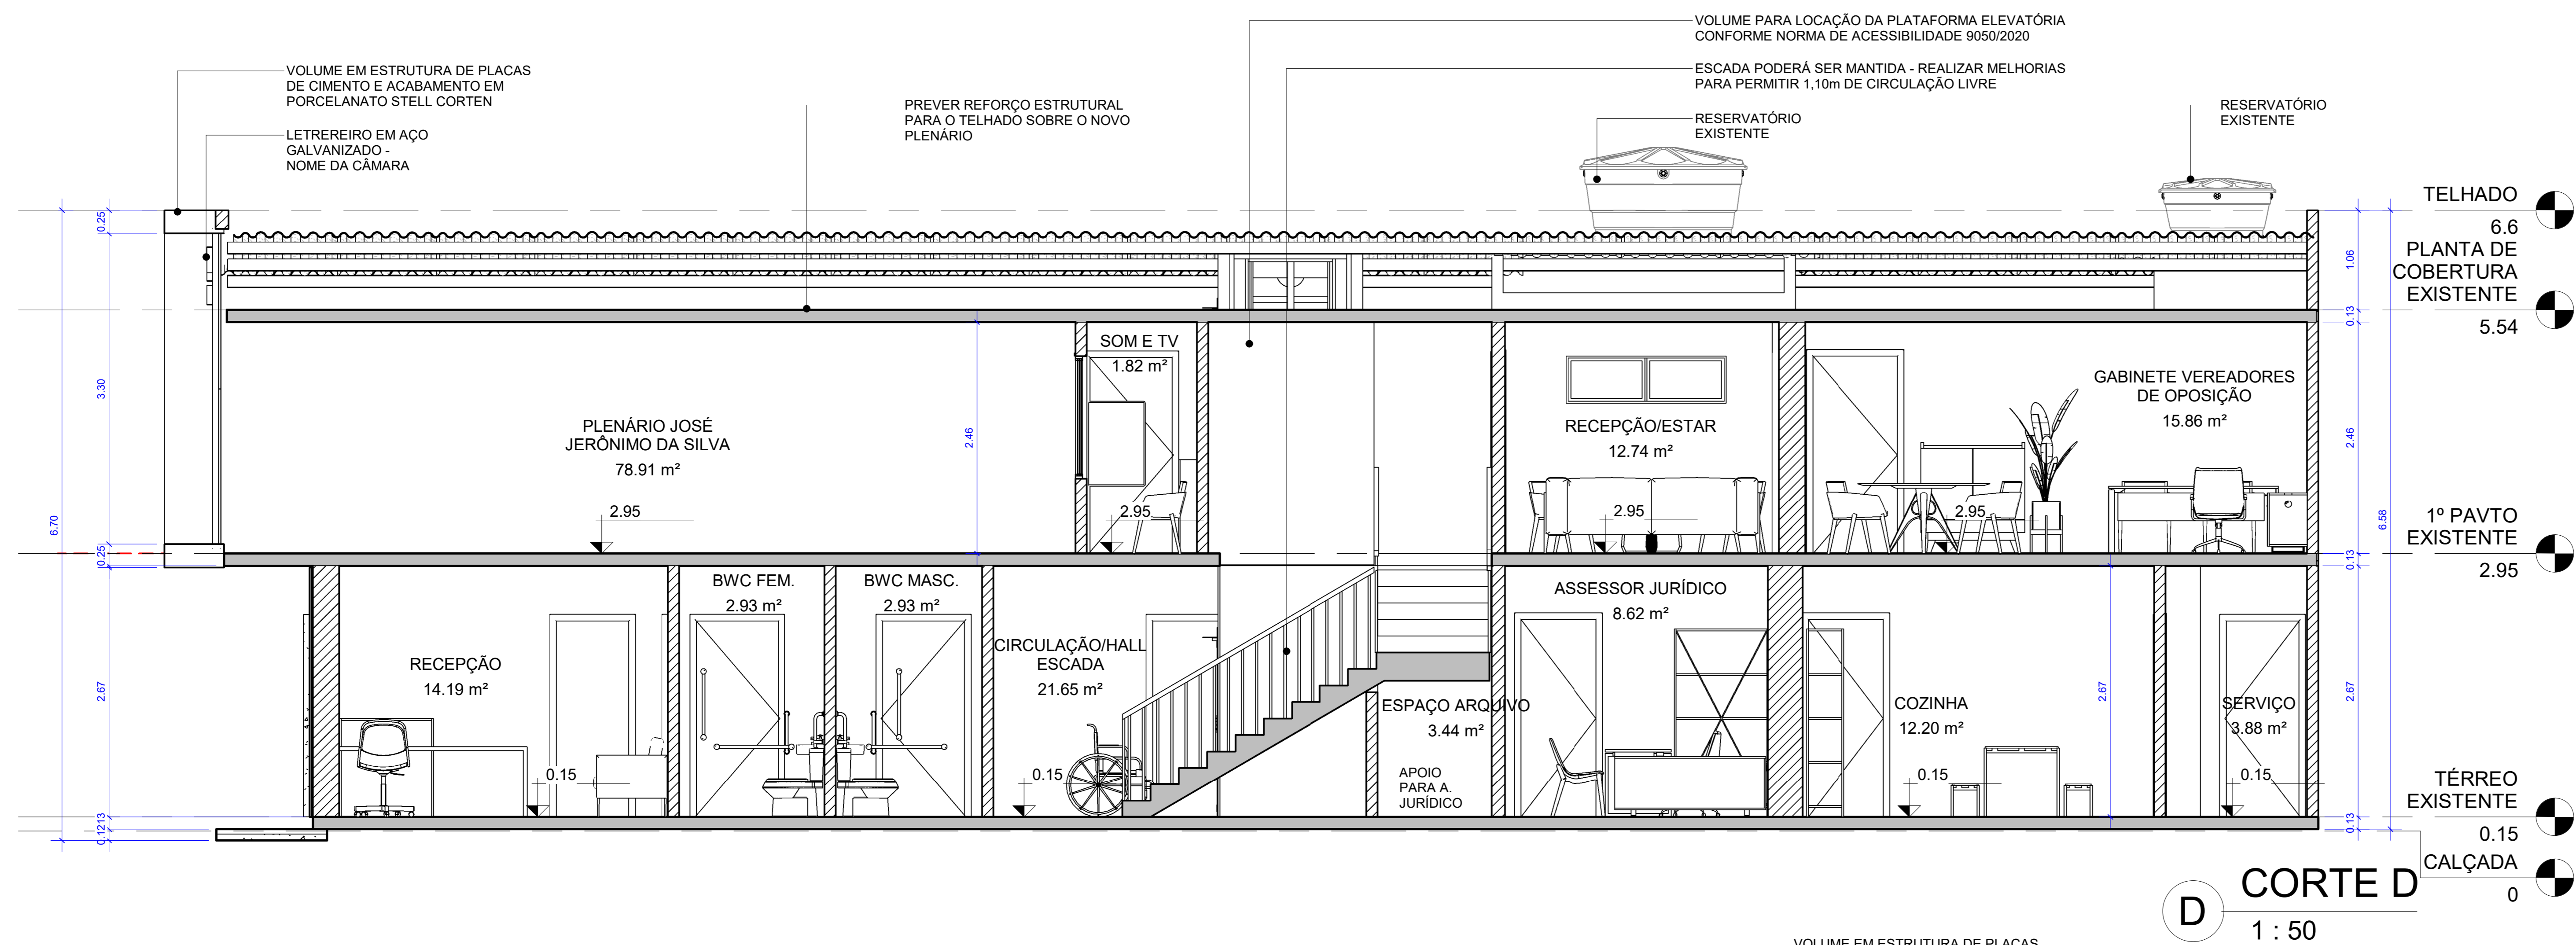 VOLUME PARA LOCAÇÃO DA PLATAFORMA ELEVATÓRIA
CONFORME NORMA DE ACESSIBILIDADE 9050/2020
VOLUME EM ESTRUTURA DE PLACAS
DE CIMENTO E ACABAMENTO EM
PORCELANATO STELL CORTEN
ESCADA PODERÁ SER MANTIDA - REALIZAR MELHORIAS
PARA PERMITIR 1,10m DE CIRCULAÇÃO LIVRE
PREVER REFORÇO ESTRUTURAL
PARA O TELHADO SOBRE O NOVO
PLENÁRIO
RESERVATÓRIO
EXISTENTE
RESERVATÓRIO
EXISTENTE
LETREREIRO EM AÇO
GALVANIZADO -
NOME DA CÂMARA
TELHADO
6.6
PLANTA DE
COBERTURA
EXISTENTE
5.54
0.25
3.30
6.70
0.25
2.67
13
0.12
1.06
0.13
2.46
6.58
0.13
2.67
0.13
SOM E TV
1.82 m²
PLENÁRIO JOSÉ
JERÔNIMO DA SILVA
78.91 m²
2.46
RECEPÇÃO/ESTAR
12.74 m²
GABINETE VEREADORES
DE OPOSIÇÃO
15.86 m²
2.95
2.95
2.95
2.95
1º PAVTO
EXISTENTE
2.95
BWC FEM.
2.93 m²
BWC MASC.
2.93 m²
ASSESSOR JURÍDICO
8.62 m²
RECEPÇÃO
14.19 m²
CIRCULAÇÃO/HALL
ESCADA
21.65 m²
ESPAÇO ARQUIVO
3.44 m²
COZINHA
12.20 m²
2.67
SERVIÇO
3.88 m²
APOIO
PARA A.
JURÍDICO
0.15
0.15
0.15
0.15
TÉRREO
EXISTENTE
0.15
CALÇADA
0
D
CORTE D
1 : 50
VOLUME EM ESTRUTURA DE PLACAS